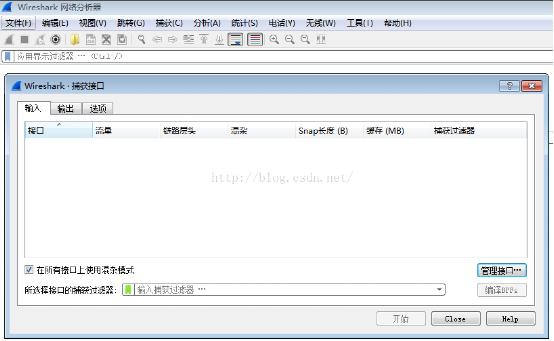 Wireshark 网络分析器
文件(F) 编辑(E) 视图(V) 跳转(G) 捕获(C) 分析(A) 统计(S) 电话(Y) 无线(W) 工具(T) 帮助(H)
应用显示过滤器 … <Ctrl-/>
Wireshark · 捕获接口
输入 输出 选项
接口 流量 链路层头 混杂 Snap长度 (B) 缓存 (MB) 捕获过滤器
http://blog.csdn.net/
在所有接口上使用混杂模式 管理接口…
所选择接口的捕获过滤器: 输入捕获过滤器 … 编译BPFs
开始 Close Help